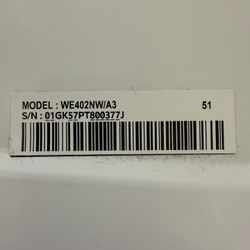 MODEL : WE402NW/A3 51
S/N : 01GK57PT800377J